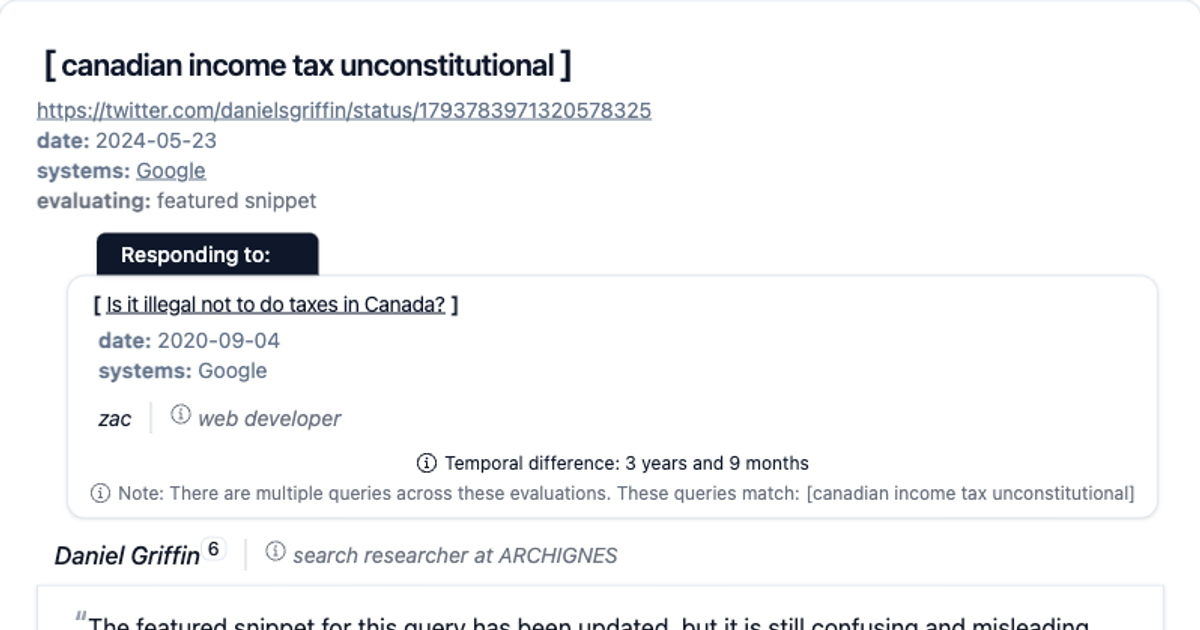 [ canadian income tax unconstitutional ]
https://twitter.com/danielsgriffin/status/1793783971320578325
date: 2024-05-23
systems: Google
evaluating: featured snippet
Responding to:
[ Is it illegal not to do taxes in Canada? ]
date: 2020-09-04
systems: Google
zac ⓘ web developer
ⓘ Temporal difference: 3 years and 9 months
ⓘ Note: There are multiple queries across these evaluations. These queries match: [canadian income tax unconstitutional]
Daniel Griffin 6 ⓘ search researcher at ARCHIGNES
"The featured snippet for this query has been updated, but it is still confusing and misleading